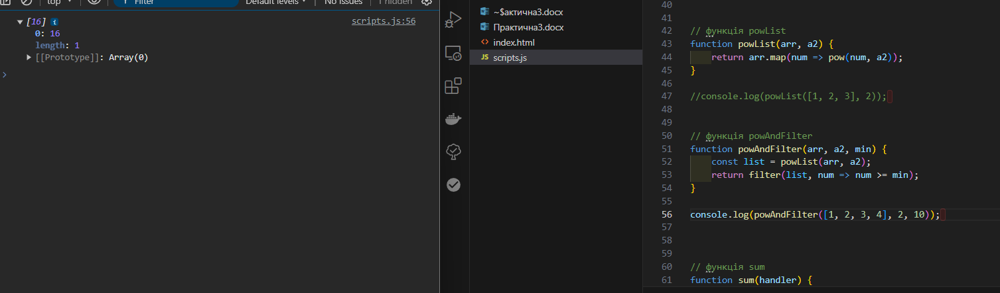 top
Filter
Default levels
No Issues
1 hidden
[16] i
scripts.js:56
0: 16
length: 1
[[Prototype]]: Array(0)
~$актична3.docx
Практична3.docx
index.html
JS scripts.js
40
41
42 // функція powList
43 function powList(arr, a2) {
44 return arr.map(num => pow(num, a2));
45 }
46
47 //console.log(powList([1, 2, 3], 2));
48
49
50 // функція powAndFilter
51 function powAndFilter(arr, a2, min) {
52 const list = powList(arr, a2);
53 return filter(list, num => num >= min);
54 }
55
56 console.log(powAndFilter([1, 2, 3, 4], 2, 10));
57
58
59
60 // функція sum
61 function sum(handler) {